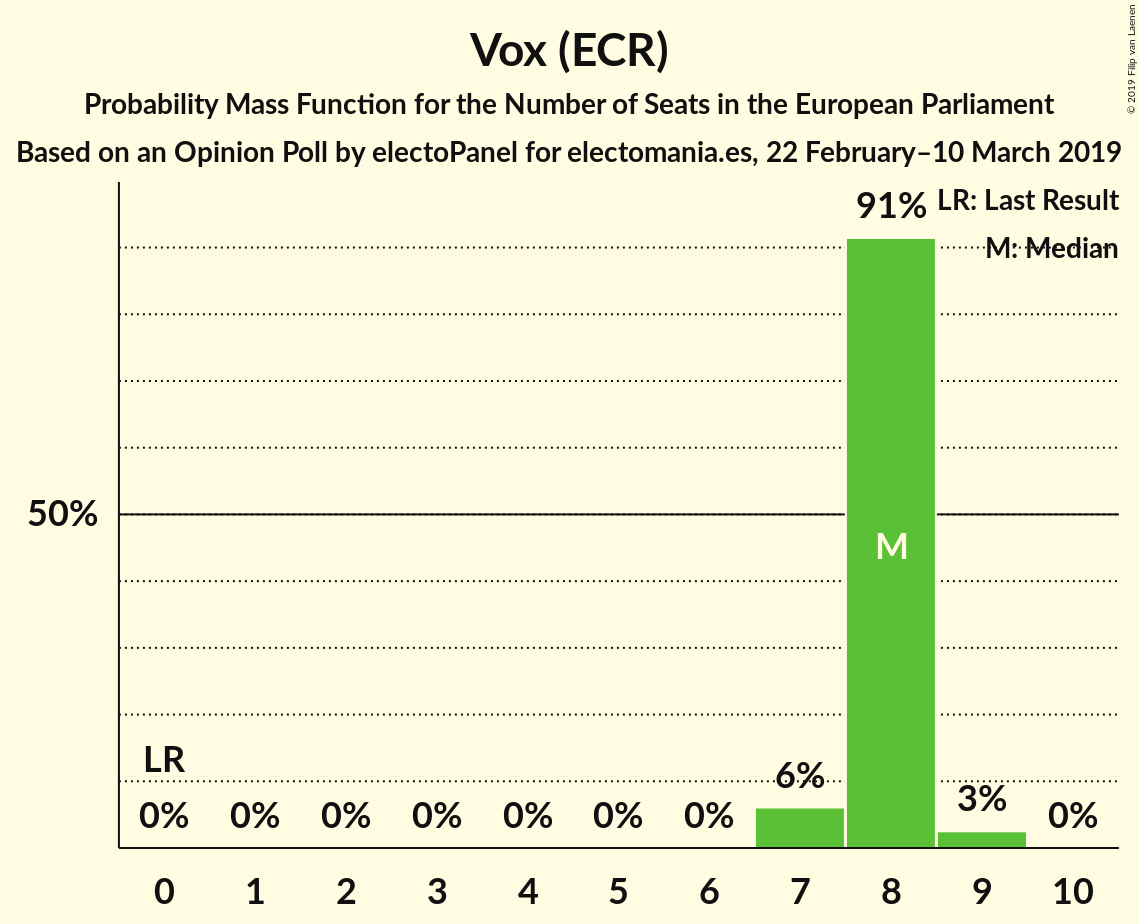 Vox (ECR)
Probability Mass Function for the Number of Seats in the European Parliament
Based on an Opinion Poll by electoPanel for electomania.es, 22 February–10 March 2019
© 2019 Filip van Laenen
LR: Last Result
M: Median
91%
50%
M
LR
0% 0% 0% 0% 0% 0% 0% 6% 3% 0%
0 1 2 3 4 5 6 7 8 9 10